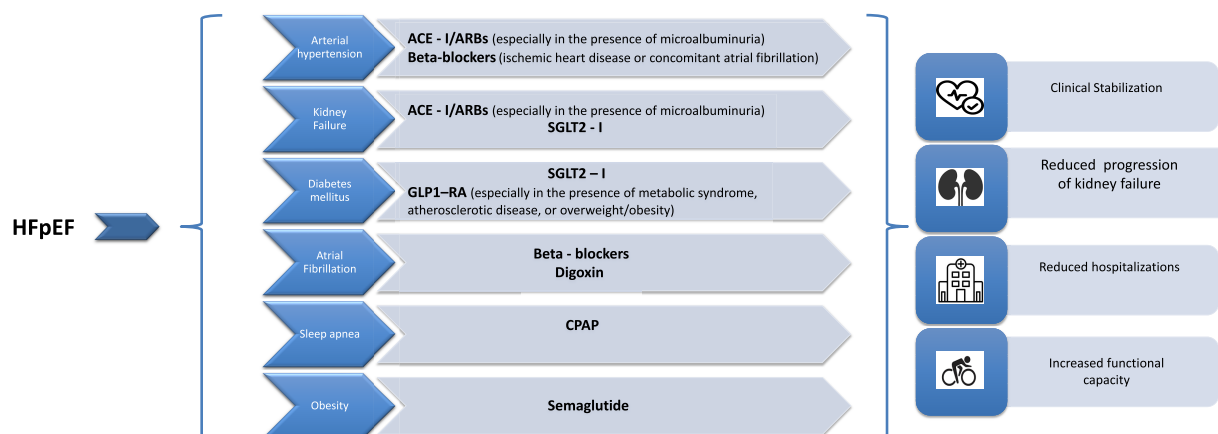 HFpEF
Arterial
hypertension
ACE - I/ARBs (especially in the presence of microalbuminuria)
Beta-blockers (ischemic heart disease or concomitant atrial fibrillation)
Kidney
Failure
ACE - I/ARBs (especially in the presence of microalbuminuria)
SGLT2 - I
Diabetes
mellitus
SGLT2 – I
GLP1–RA (especially in the presence of metabolic syndrome,
atherosclerotic disease, or overweight/obesity)
Atrial
Fibrillation
Beta - blockers
Digoxin
Sleep apnea
CPAP
Obesity
Semaglutide
Clinical Stabilization
Reduced progression
of kidney failure
Reduced hospitalizations
Increased functional
capacity